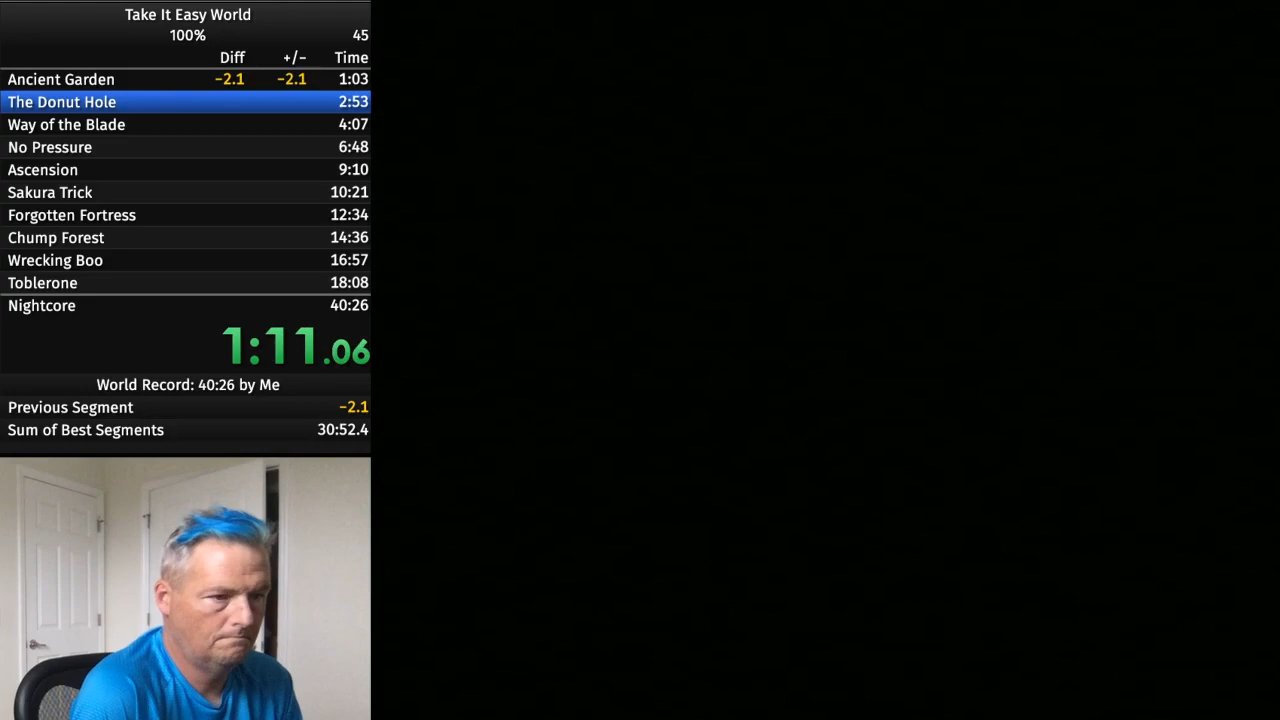 Take It Easy World
100% 45
Diff +/− Time
Ancient Garden −2.1 −2.1 1:03
The Donut Hole 2:53
Way of the Blade 4:07
No Pressure 6:48
Ascension 9:10
Sakura Trick 10:21
Forgotten Fortress 12:34
Chump Forest 14:36
Wrecking Boo 16:57
Toblerone 18:08
Nightcore 40:26
1:11.06
World Record: 40:26 by Me
Previous Segment −2.1
Sum of Best Segments 30:52.4